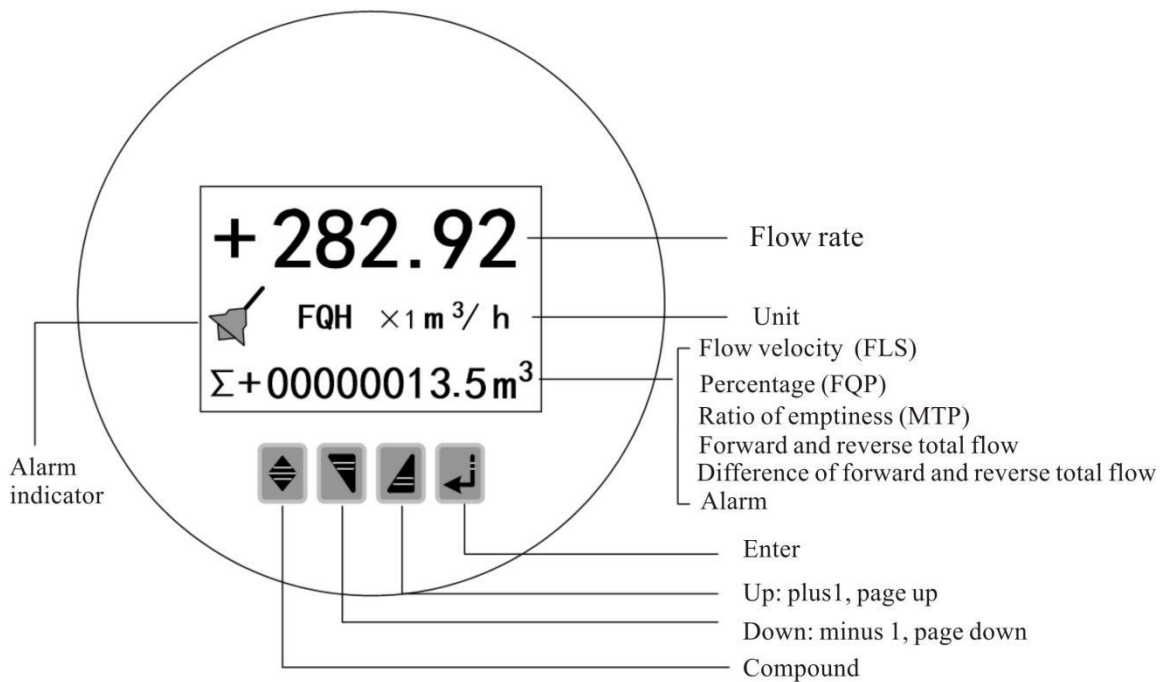 +282.92
Flow rate
FQH ×1 m³/ h
Unit
Σ+00000013.5m³
Flow velocity (FLS)
Percentage (FQP)
Ratio of emptiness (MTP)
Forward and reverse total flow
Difference of forward and reverse total flow
Alarm
Alarm
indicator
Enter
Up: plus1, page up
Down: minus 1, page down
Compound